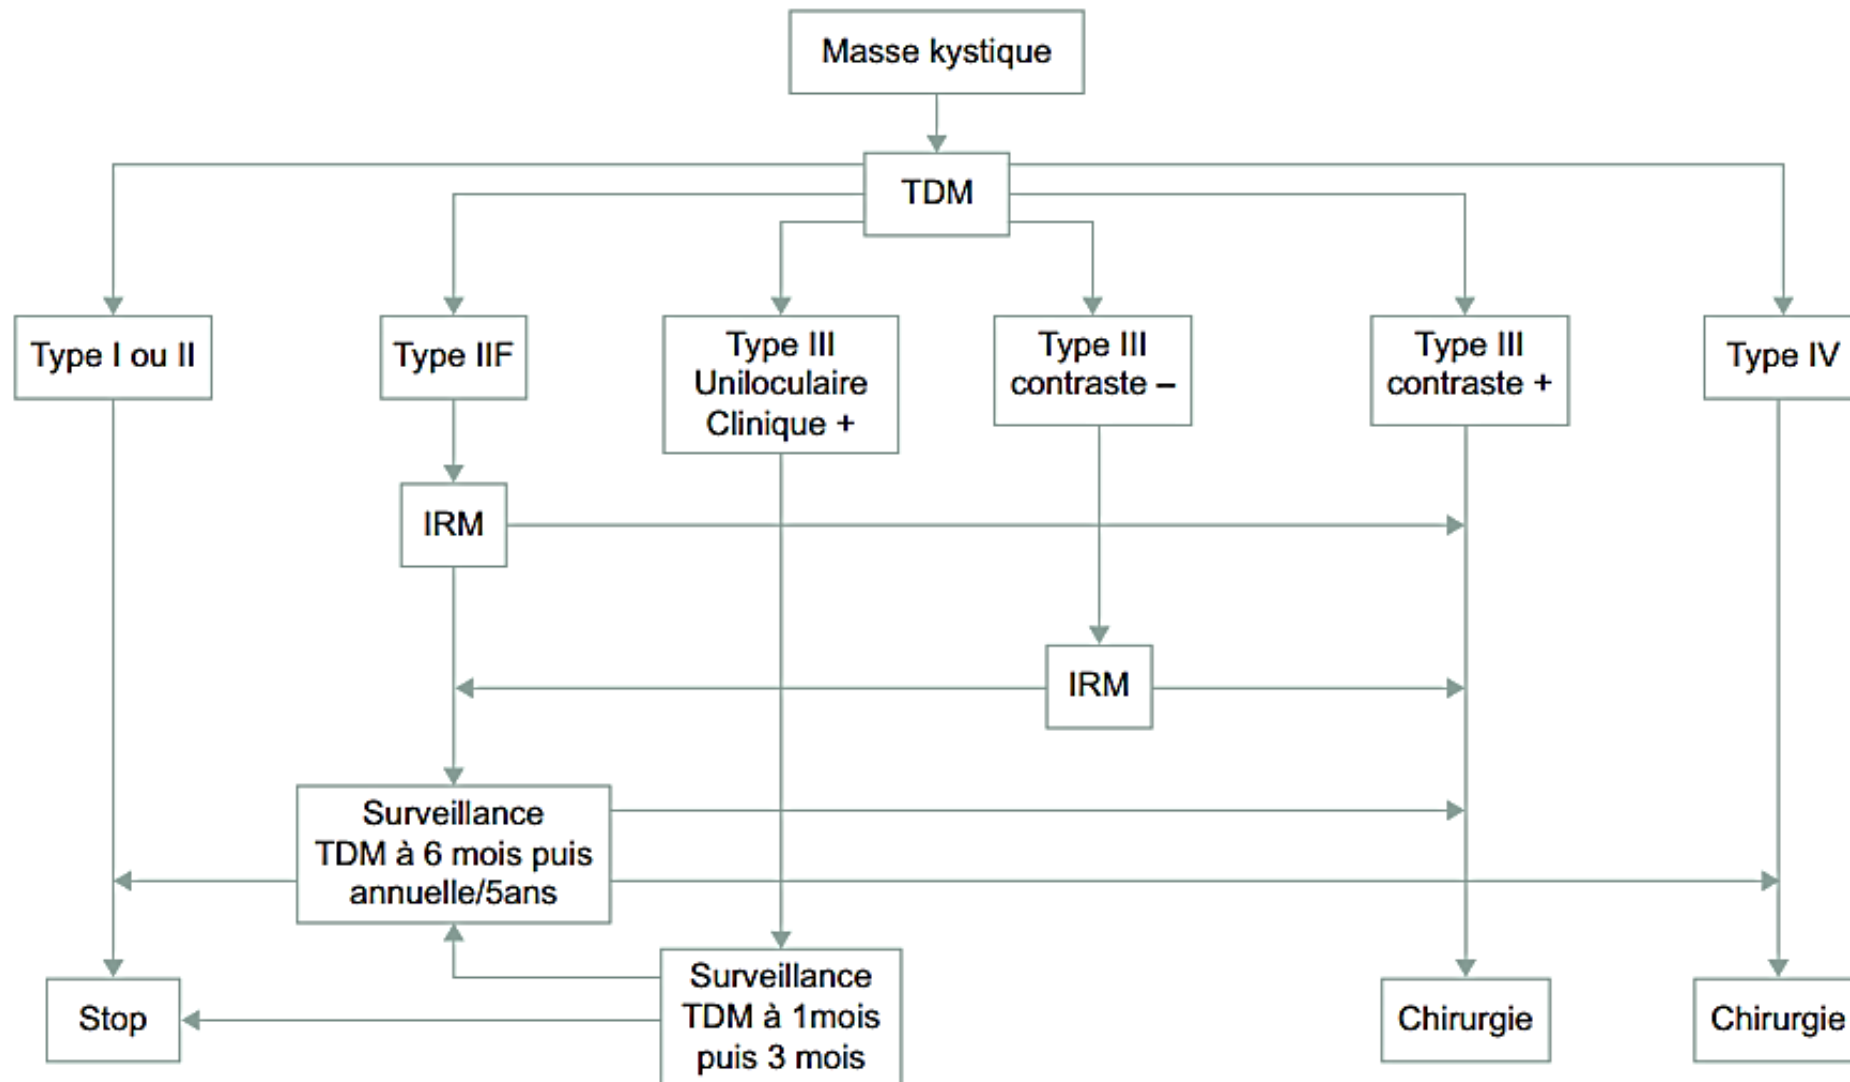 Masse kystique
TDM
Type I ou II
Type IIF
Type III
Uniloculaire
Clinique +
Type III
contraste –
Type III
contraste +
Type IV
IRM
IRM
Surveillance
TDM à 6 mois puis
annuelle/5ans
Surveillance
TDM à 1mois
puis 3 mois
Stop
Chirurgie
Chirurgie